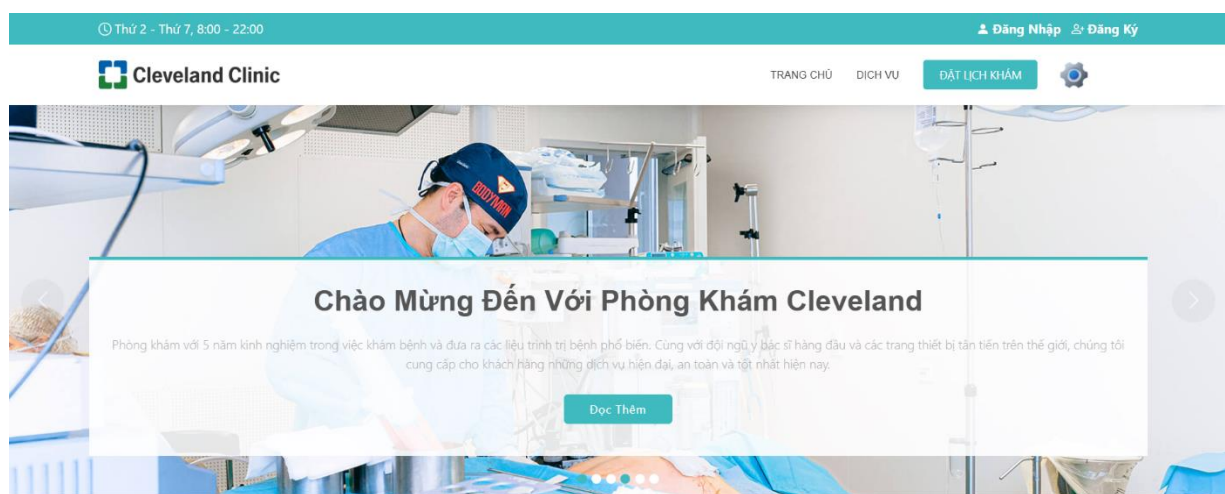 Thứ 2 - Thứ 7, 8:00 - 22:00
Đăng Nhập Đăng Ký
Cleveland Clinic
TRANG CHỦ DỊCH VỤ ĐẶT LỊCH KHÁM
BODYMAN
Chào Mừng Đến Với Phòng Khám Cleveland
Phòng khám với 5 năm kinh nghiệm trong việc khám bệnh và đưa ra các liệu trình trị bệnh phổ biến. Cùng với đội ngũ y bác sĩ hàng đầu và các trang thiết bị tân tiến trên thế giới, chúng tôi
cung cấp cho khách hàng những dịch vụ hiện đại, an toàn và tốt nhất hiện nay.
Đọc Thêm